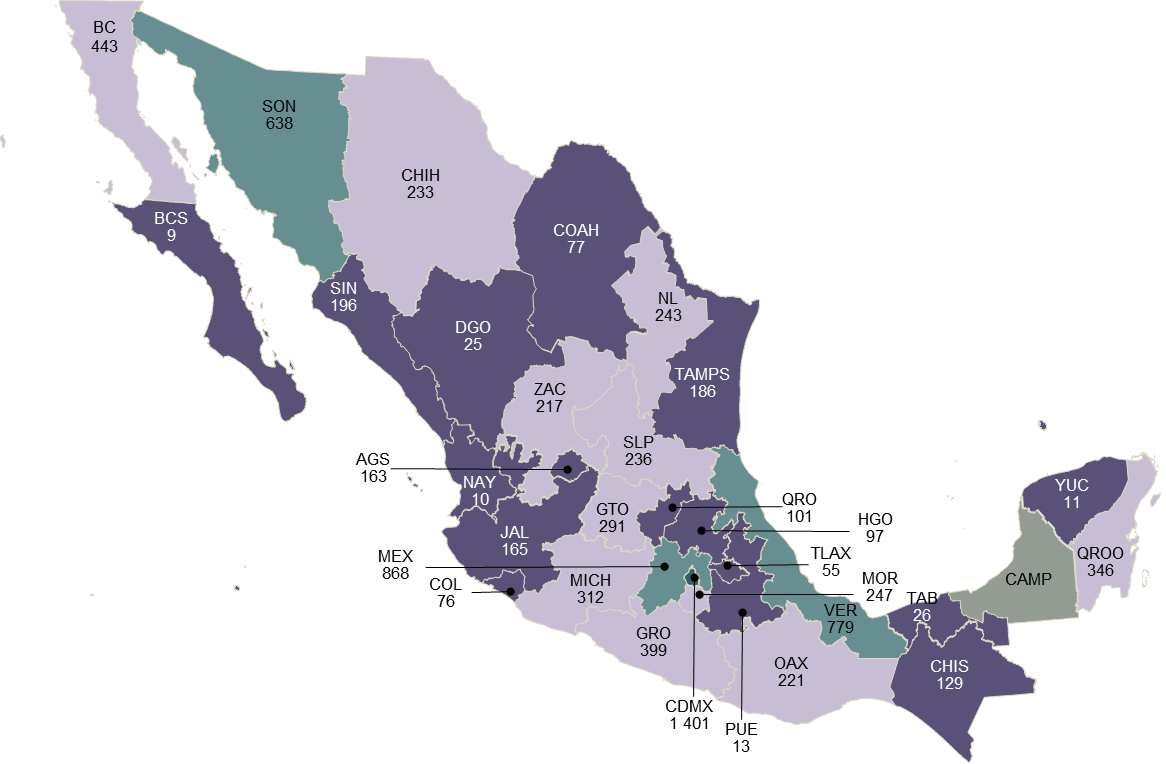 BC
443
SON
638
CHIH
233
BCS
9
COAH
77
SIN
196
NL
243
DGO
25
TAMPS
186
ZAC
217
SLP
236
AGS
163
NAY
10
GTO
291
QRO
101
YUC
11
JAL
165
HGO
97
MEX
868
TLAX
55
QROO
346
COL
76
MICH
312
MOR
247
CAMP
TAB
26
VER
779
GRO
399
OAX
221
CHIS
129
CDMX
1 401
PUE
13